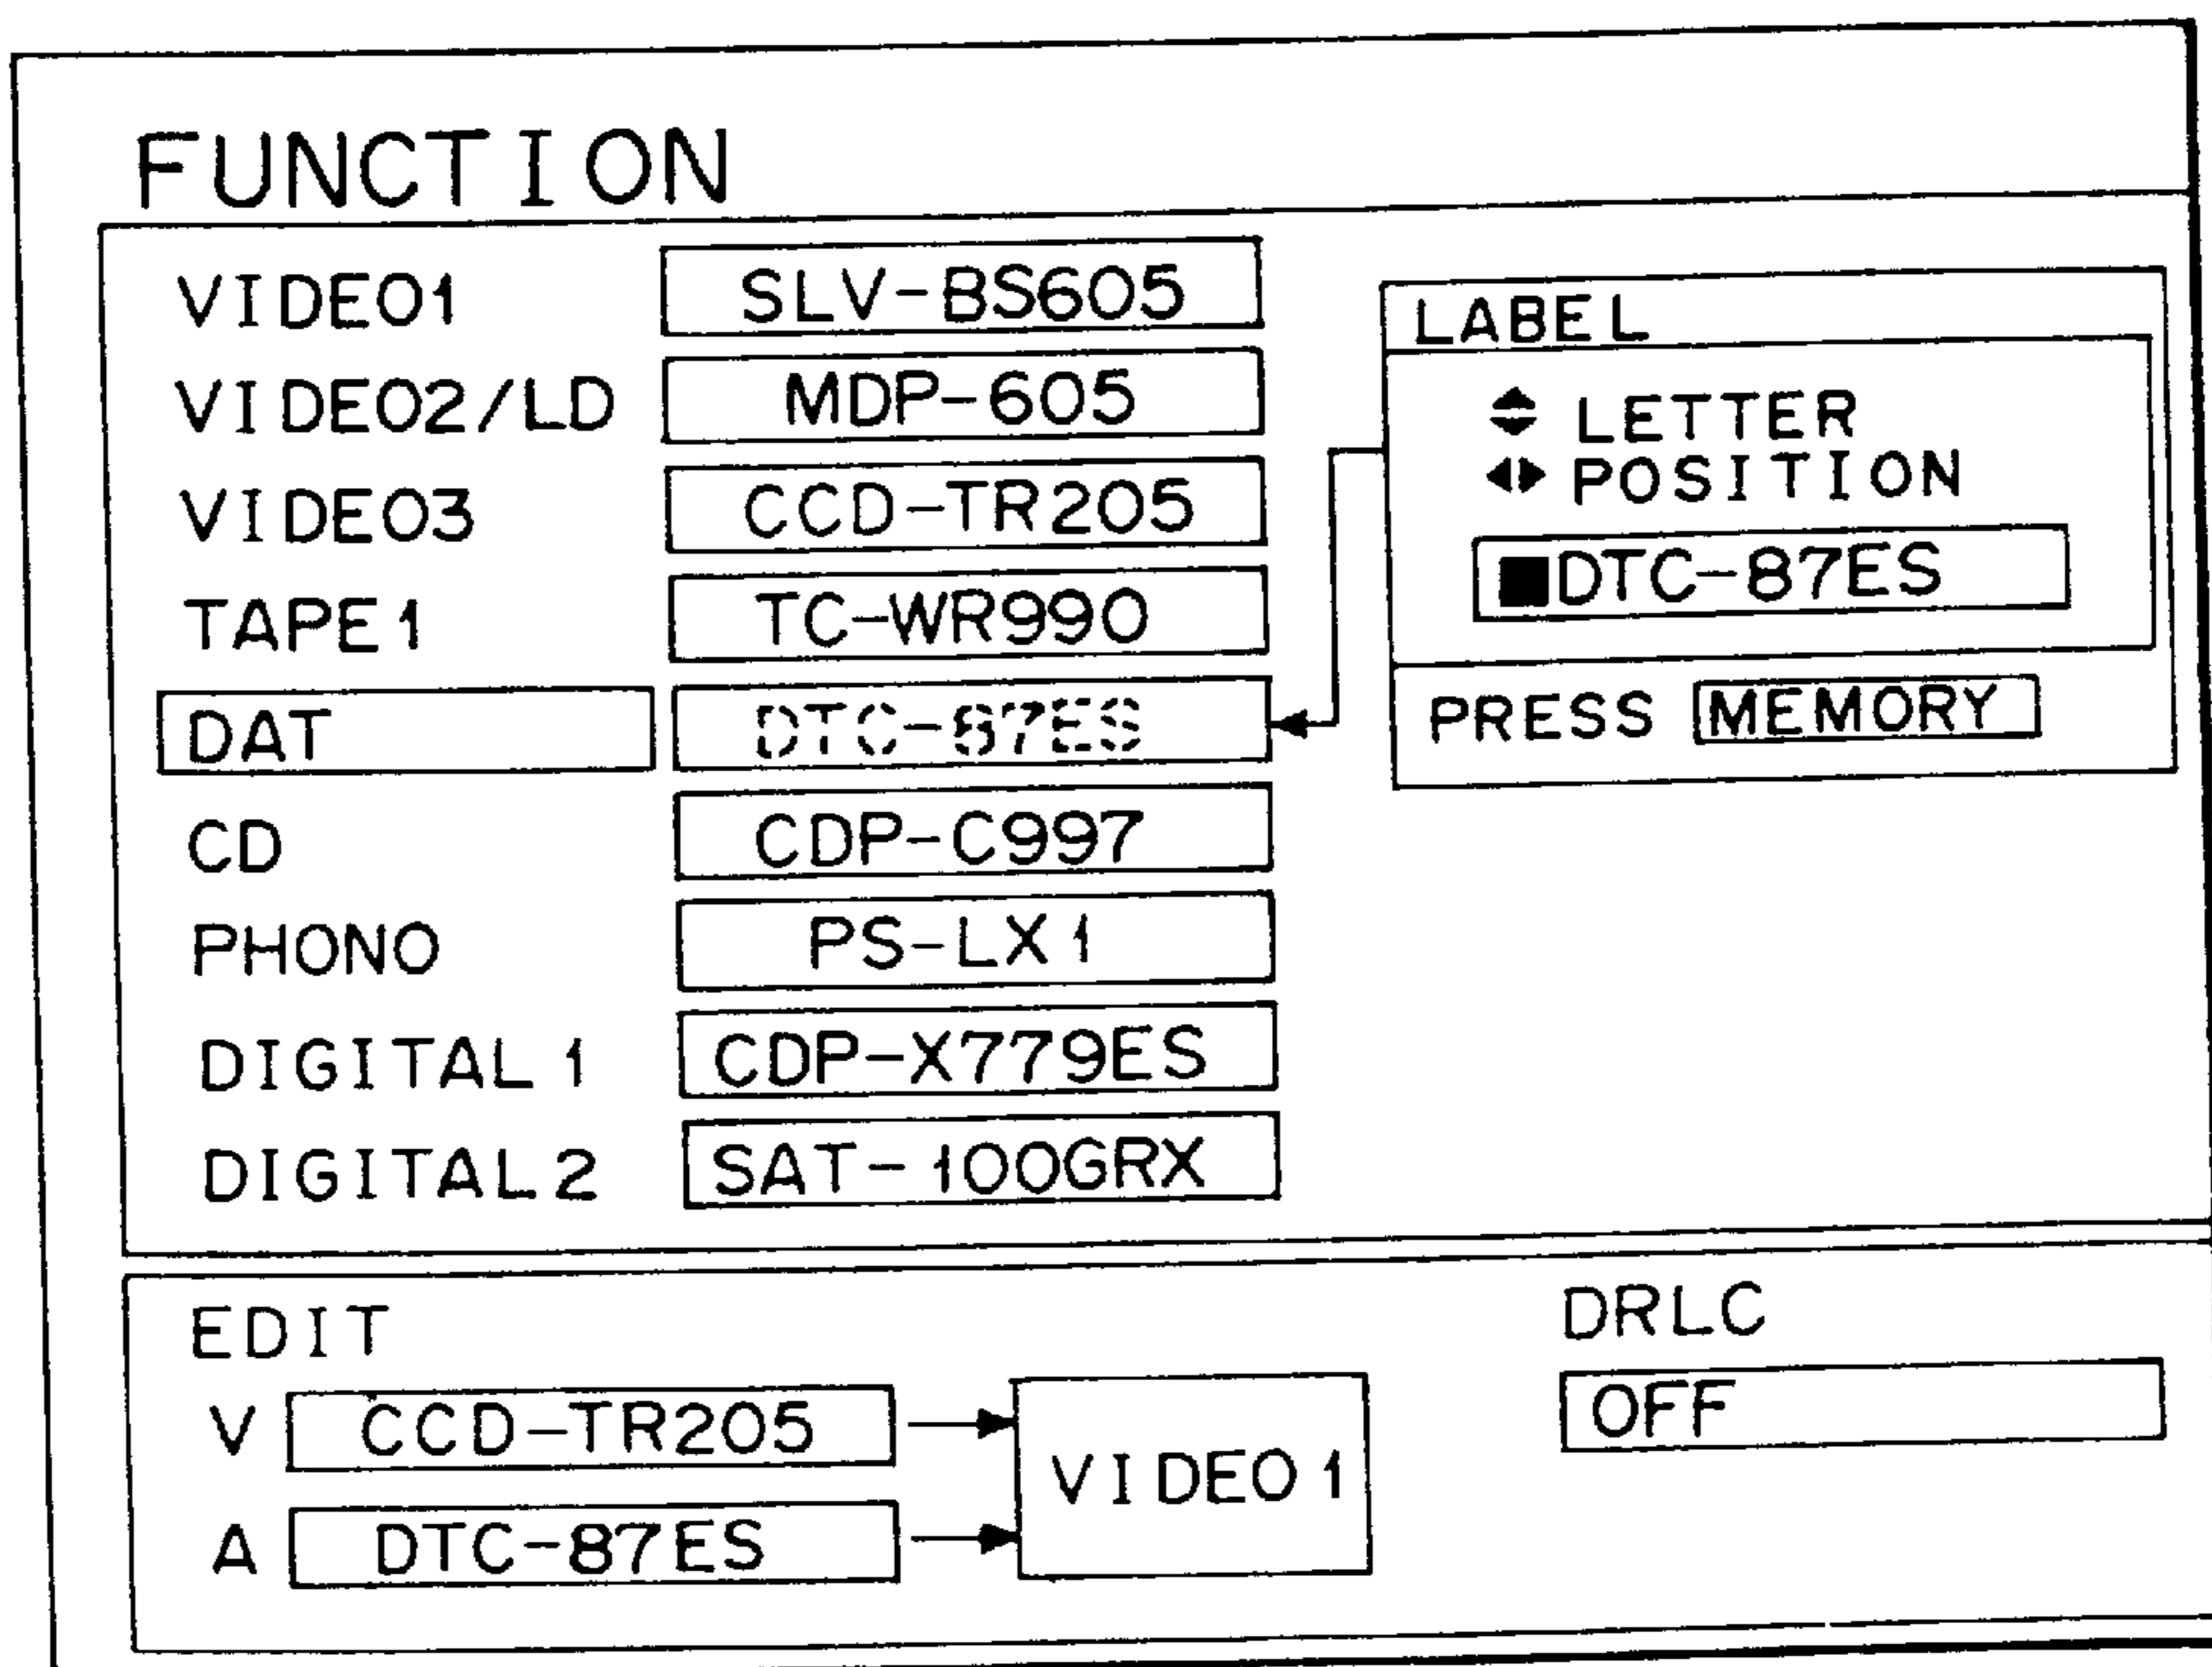 FUNCTION
VIDEO1 SLV-BS605
VIDEO2/LD MDP-605
VIDEO3 CCD-TR205
TAPE1 TC-WR990
DAT DTC-87ES
CD CDP-C997
PHONO PS-LX1
DIGITAL1 CDP-X779ES
DIGITAL2 SAT-100GRX
LABEL
LETTER
POSITION
DTC-87ES
PRESS MEMORY
EDIT
V CCD-TR205
A DTC-87ES
VIDEO1
DRLC
OFF